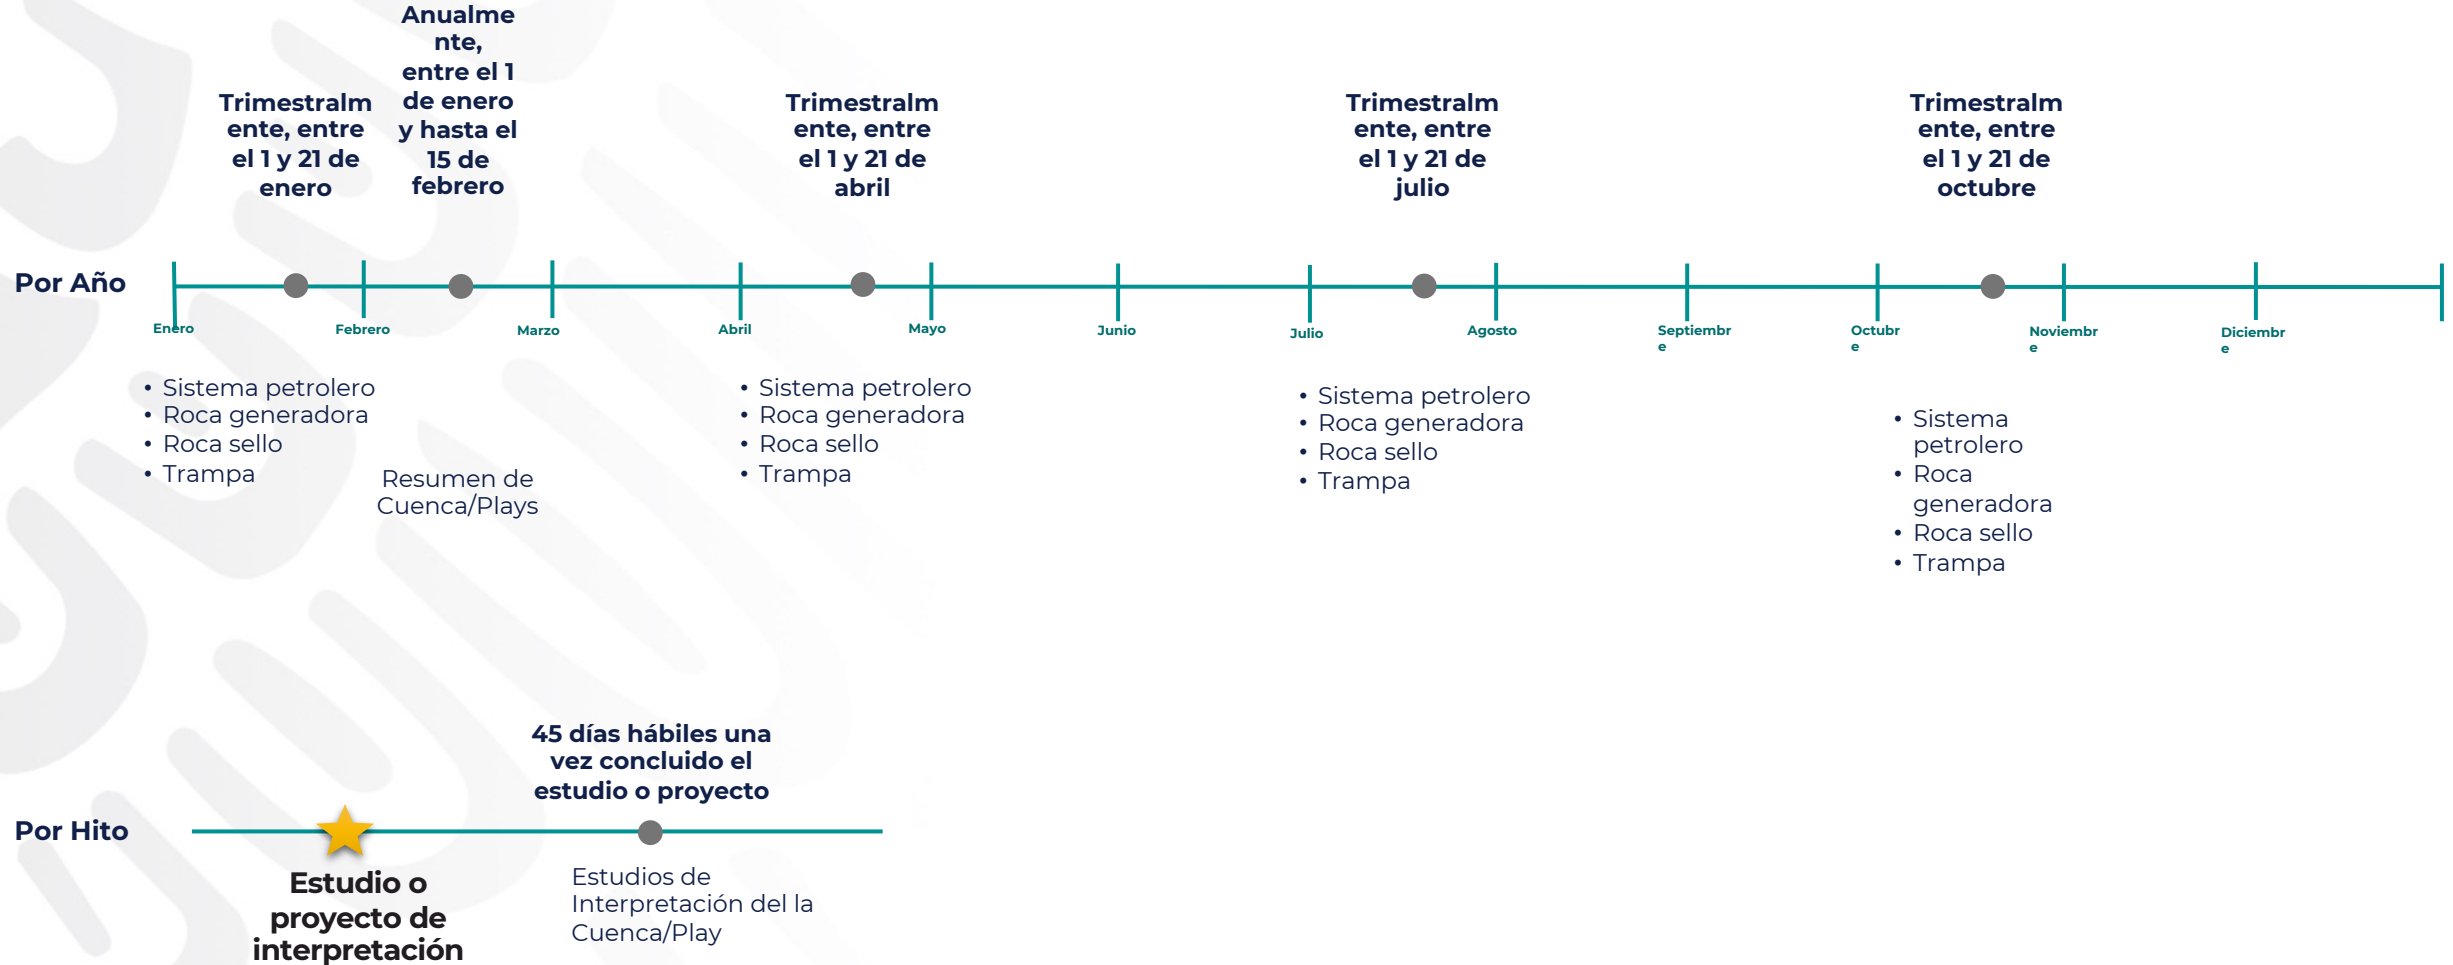 Anualme
nte,
entre el 1
de enero
y hasta el
15 de
febrero
Trimestralm
ente, entre
el 1 y 21 de
enero
Trimestralm
ente, entre
el 1 y 21 de
abril
Trimestralm
ente, entre
el 1 y 21 de
julio
Trimestralm
ente, entre
el 1 y 21 de
octubre
Por Año
Enero
Febrero
Marzo
Abril
Mayo
Junio
Julio
Agosto
Septiembr
e
Octubr
e
Noviembr
e
Diciembr
e
• Sistema petrolero
• Roca generadora
• Roca sello
• Trampa
Resumen de
Cuenca/Plays
• Sistema petrolero
• Roca generadora
• Roca sello
• Trampa
• Sistema petrolero
• Roca generadora
• Roca sello
• Trampa
• Sistema
petrolero
• Roca
generadora
• Roca sello
• Trampa
45 días hábiles una
vez concluido el
estudio o proyecto
Por Hito
Estudio o
proyecto de
interpretación
Estudios de
Interpretación del la
Cuenca/Play